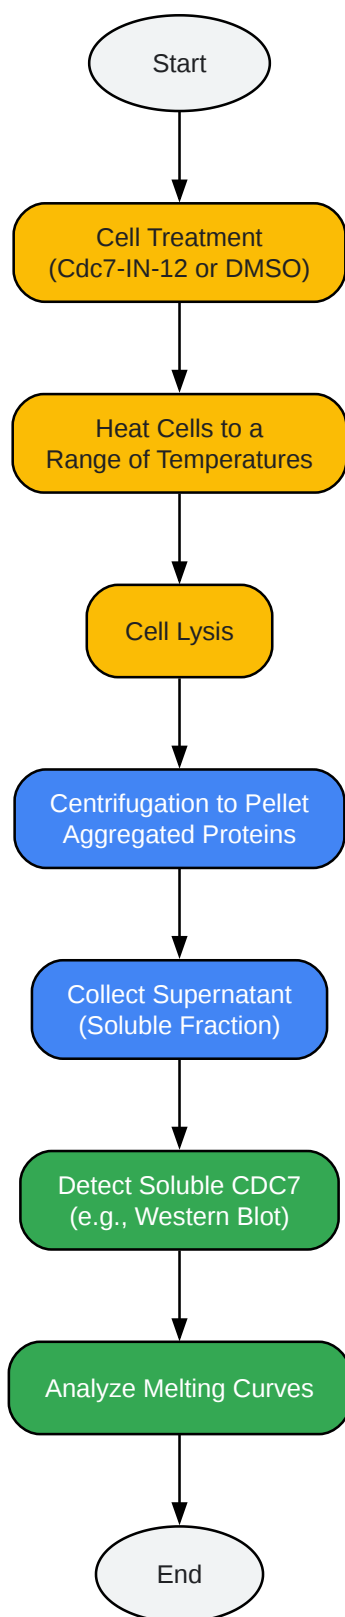 Start
Cell Treatment
(Cdc7-IN-12 or DMSO)
Heat Cells to a
Range of Temperatures
Cell Lysis
Centrifugation to Pellet
Aggregated Proteins
Collect Supernatant
(Soluble Fraction)
Detect Soluble CDC7
(e.g., Western Blot)
Analyze Melting Curves
End